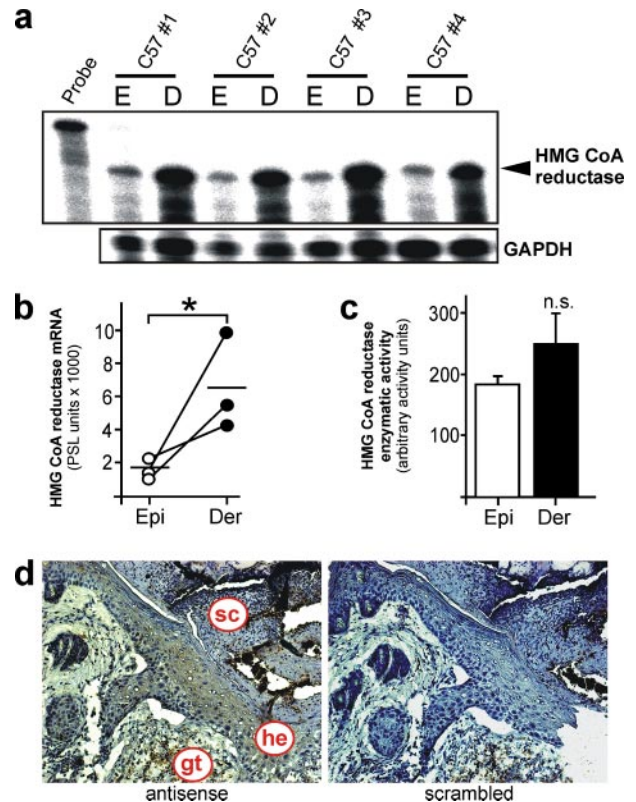 a
C57 #1 C57 #2 C57 #3 C57 #4
Probe E D E D E D E D
HMG CoA
reductase
GAPDH
b
*
HMG CoA reductase mRNA
(PSL units x 1000)
10
8
6
4
2
Epi Der
c
n.s.
HMG CoA reductase
enzymatic activity
(arbitrary activity units)
300
200
100
Epi Der
d
sc
he
gt
antisense scrambled